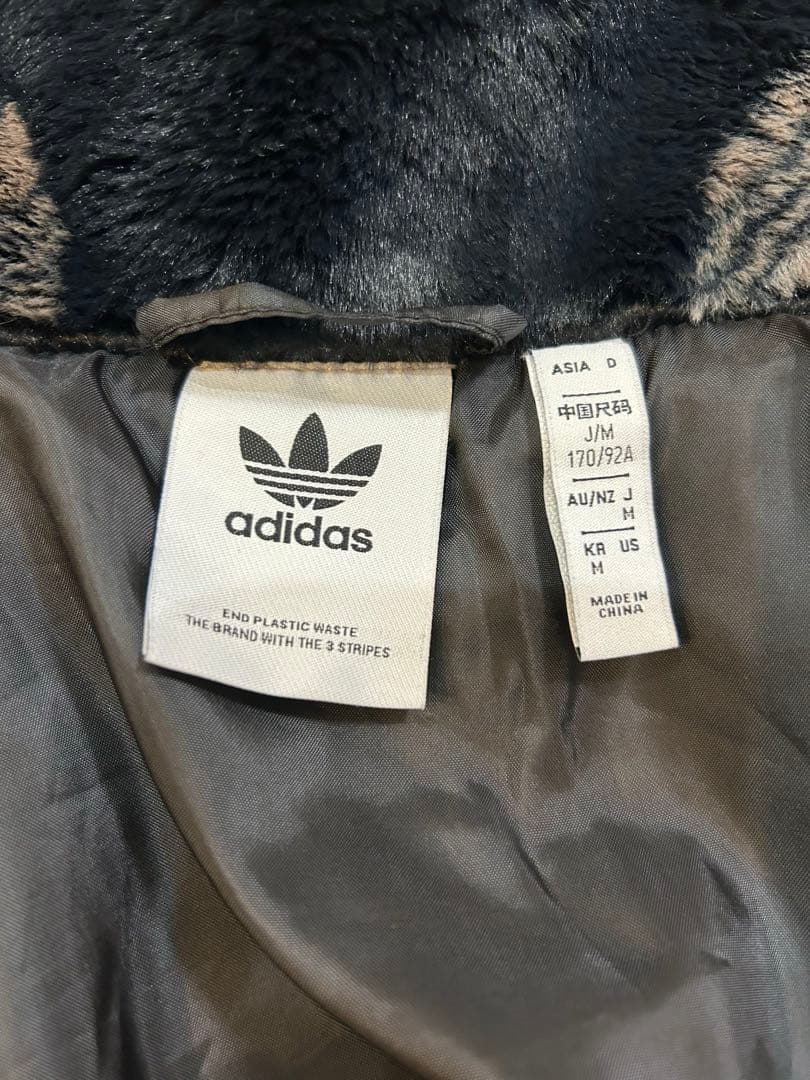 adidas
END PLASTIC WASTE
THE BRAND WITH THE 3 STRIPES
ASIA D
中国尺码
J/M
170/92A
AU/NZ J
M
KR US
M
MADE IN
CHINA